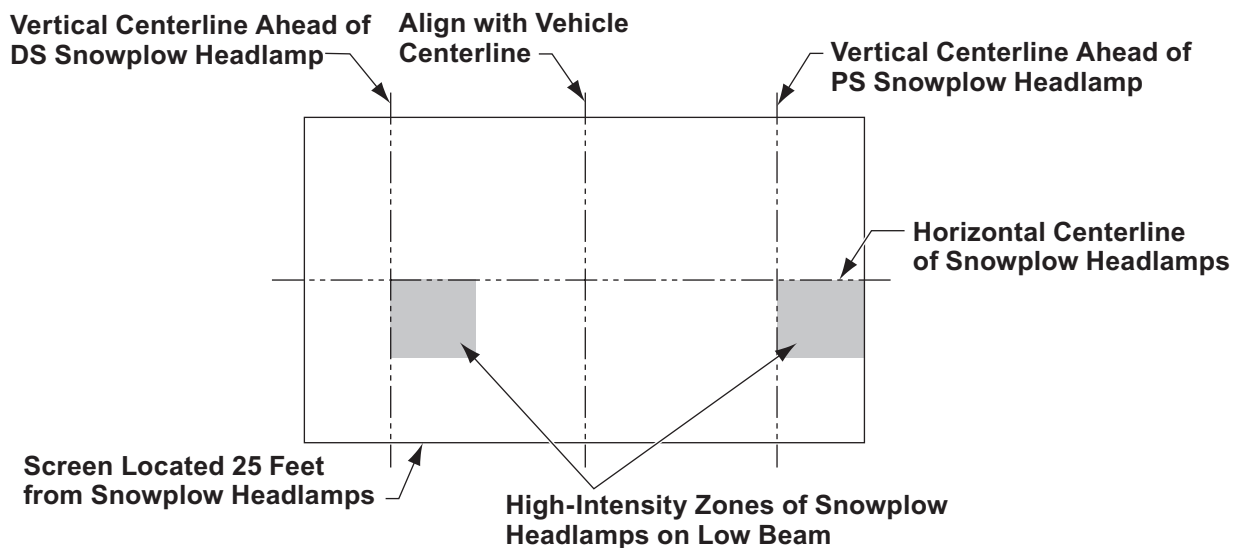 Vertical Centerline Ahead of
DS Snowplow Headlamp
Align with Vehicle
Centerline
Vertical Centerline Ahead of
PS Snowplow Headlamp
Horizontal Centerline
of Snowplow Headlamps
Screen Located 25 Feet
from Snowplow Headlamps
High-Intensity Zones of Snowplow
Headlamps on Low Beam